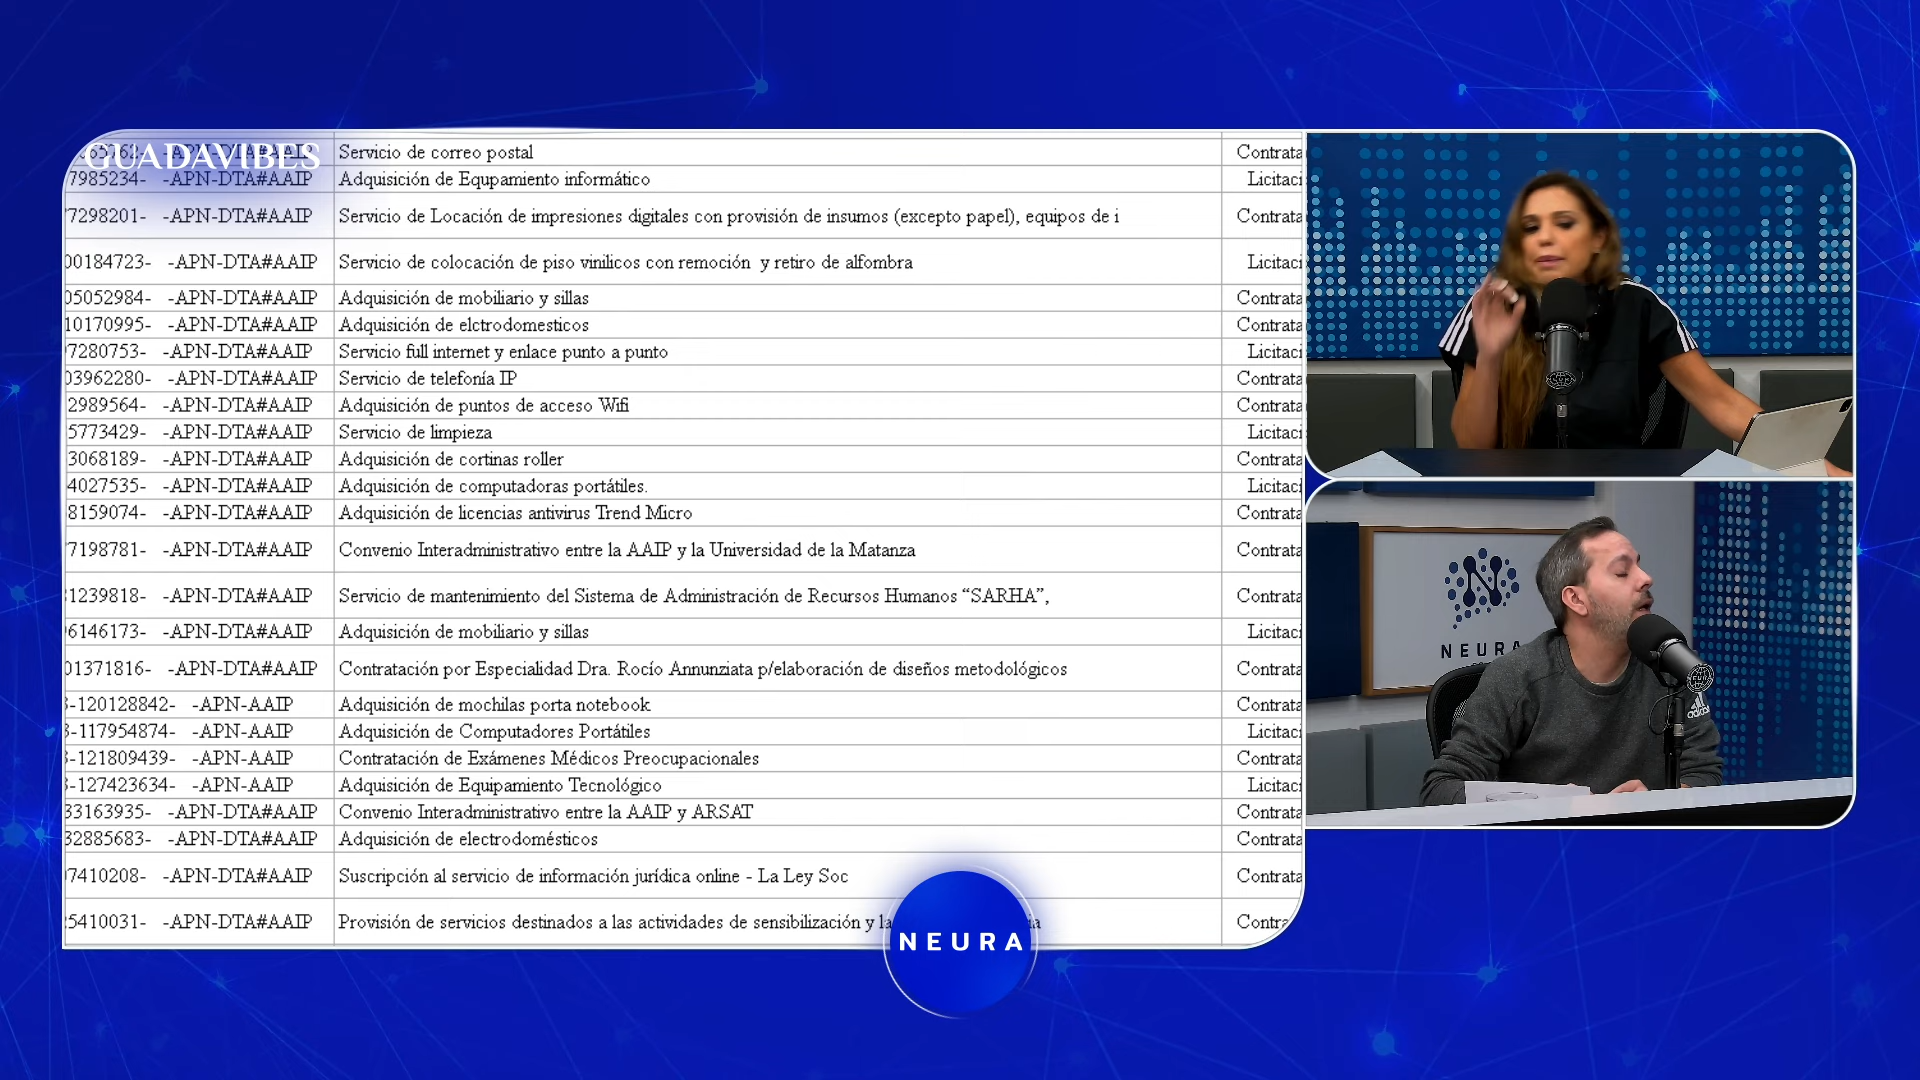 GUADAVIBES
Servicio de correo postal Contrata
7985234- -APN-DTA#AAIP Adquisición de Equpamiento informático Licitaci
7298201- -APN-DTA#AAIP Servicio de Locación de impresiones digitales con provisión de insumos (excepto papel), equipos de i Contrata
00184723- -APN-DTA#AAIP Servicio de colocación de piso vinilicos con remoción y retiro de alfombra Licitaci
05052984- -APN-DTA#AAIP Adquisición de mobiliario y sillas Contrata
10170995- -APN-DTA#AAIP Adquisición de elctrodomesticos Contrata
7280753- -APN-DTA#AAIP Servicio full internet y enlace punto a punto Licitaci
03962280- -APN-DTA#AAIP Servicio de telefonía IP Contrata
2989564- -APN-DTA#AAIP Adquisición de puntos de acceso Wifi Contrata
5773429- -APN-DTA#AAIP Servicio de limpieza Licitaci
3068189- -APN-DTA#AAIP Adquisición de cortinas roller Contrata
4027535- -APN-DTA#AAIP Adquisición de computadoras portátiles. Licitaci
8159074- -APN-DTA#AAIP Adquisición de licencias antivirus Trend Micro Contrata
7198781- -APN-DTA#AAIP Convenio Interadministrativo entre la AAIP y la Universidad de la Matanza Contrata
1239818- -APN-DTA#AAIP Servicio de mantenimiento del Sistema de Administración de Recursos Humanos “SARHA”, Contrata
6146173- -APN-DTA#AAIP Adquisición de mobiliario y sillas Licitaci
01371816- -APN-DTA#AAIP Contratación por Especialidad Dra. Rocío Annunziata p/elaboración de diseños metodológicos Contrata
-120128842- -APN-AAIP Adquisición de mochilas porta notebook Contrata
-117954874- -APN-AAIP Adquisición de Computadores Portátiles Licitaci
-121809439- -APN-AAIP Contratación de Exámenes Médicos Preocupacionales Contrata
-127423634- -APN-AAIP Adquisición de Equipamiento Tecnológico Licitaci
33163935- -APN-DTA#AAIP Convenio Interadministrativo entre la AAIP y ARSAT Contrata
32885683- -APN-DTA#AAIP Adquisición de electrodomésticos Contrata
7410208- -APN-DTA#AAIP Suscripción al servicio de información jurídica online - La Ley Soc Contrata
5410031- -APN-DTA#AAIP Provisión de servicios destinados a las actividades de sensibilización y la Contra
NEURA
NEURA
adidas